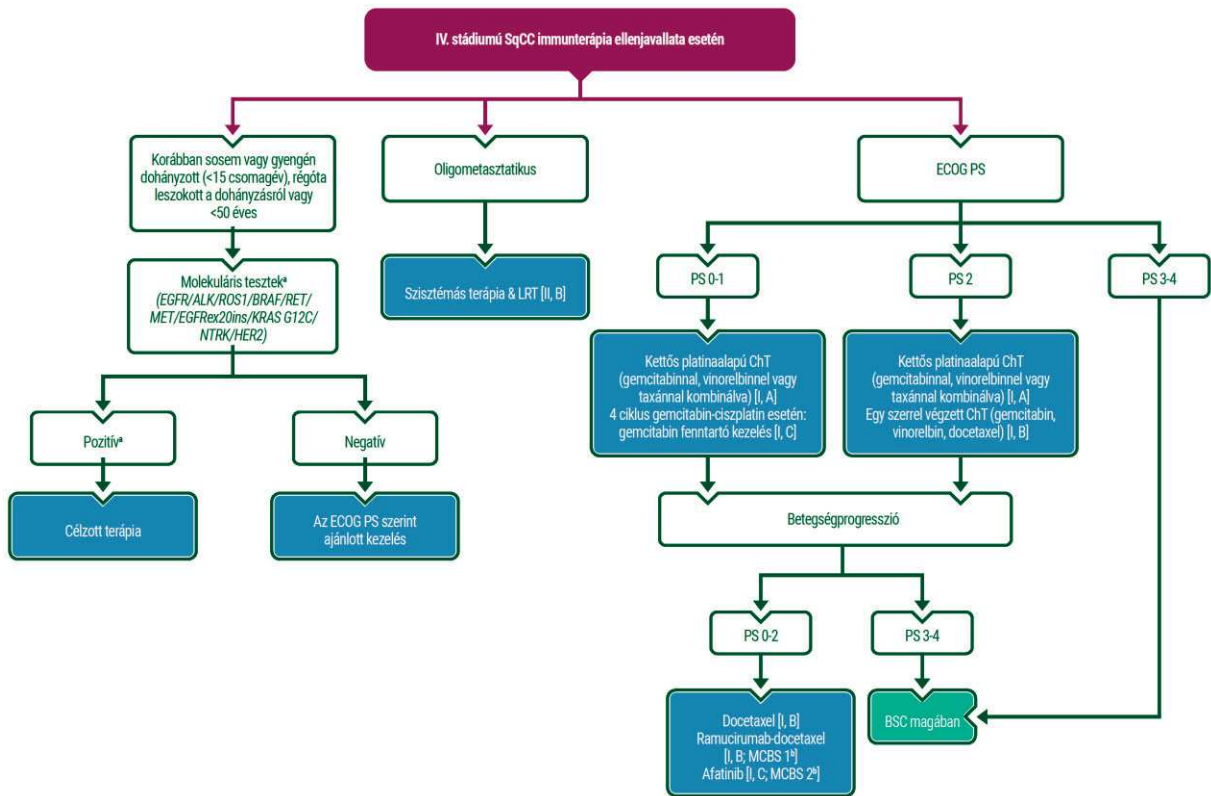 IV. stádiumú SqCC immunterápia ellenjavallata esetén
Korábban sosem vagy gyengén
dohányzott (<15 csomagév), régóta
leszokott a dohányzásról vagy
<50 éves
Oligometasztatikus
ECOG PS
Molekuláris tesztekᵃ
(EGFR/ALK/ROS1/BRAF/RET/
MET/EGFRex20ins/KRAS G12C/
NTRK/HER2)
Szisztémás terápia & LRT [II, B]
PS 0-1
PS 2
PS 3-4
Kettős platinaalapú ChT
(gemcitabinnal, vinorelbinnel vagy
taxánnal kombinálva) [I, A]
4 ciklus gemcitabin-ciszplatin esetén:
gemcitabin fenntartó kezelés [I, C]
Kettős platinaalapú ChT
(gemcitabinnal, vinorelbinnel vagy
taxánnal kombinálva) [I, A]
Egy szerrel végzett ChT (gemcitabin,
vinorelbin, docetaxel) [I, B]
Pozitívᵃ
Negatív
Célzott terápia
Az ECOG PS szerint
ajánlott kezelés
Betegségprogresszió
PS 0-2
PS 3-4
Docetaxel [I, B]
Ramucirumab-docetaxel
[I, B; MCBS 1ᵇ]
Afatinib [I, C; MCBS 2ᵇ]
BSC magában